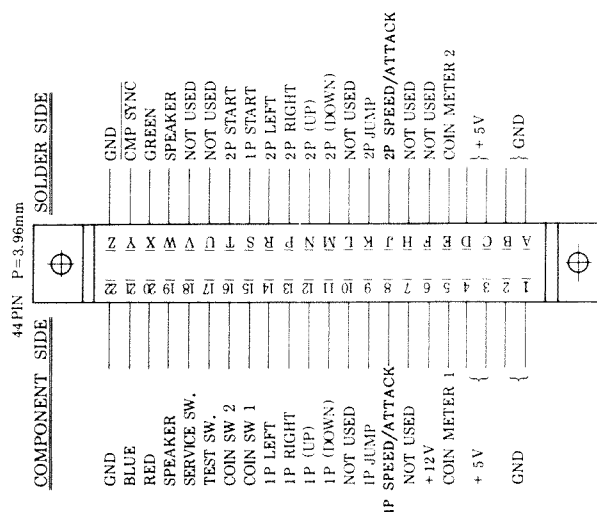 44PIN P=3.96mm
SOLDER SIDE
GND
CMP SYNC
GREEN
SPEAKER
NOT USED
NOT USED
2P START
1P START
2P LEFT
2P RIGHT
2P (UP)
2P (DOWN)
NOT USED
2P JUMP
2P SPEED/ATTACK
NOT USED
NOT USED
COIN METER 2
} +5V
} GND
Z Y X W V U T S R P N M L K J H F E D C B A
22 21 20 19 18 17 16 15 14 13 12 11 10 9 8 7 6 5 4 3 2 1
COMPONENT SIDE
GND
BLUE
RED
SPEAKER
SERVICE SW.
TEST SW.
COIN SW 2
COIN SW 1
1P LEFT
1P RIGHT
1P (UP)
1P (DOWN)
NOT USED
1P JUMP
1P SPEED/ATTACK
NOT USED
+12V
COIN METER 1
+5V {
GND {